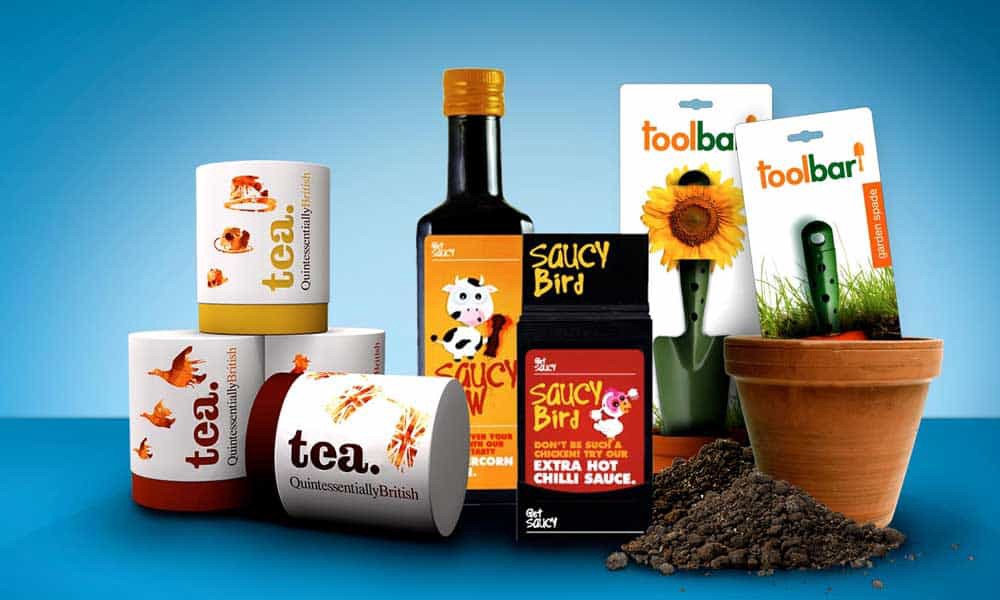 tea.
QuintessentiallyBritish
tea.
QuintessentiallyBritish
British
tea.
QuintessentiallyBritish
Get
SAUCY
SAUCY
SAUCY
Bird
Get
SAUCY
SAUCY
Bird
DON'T BE SUCH A
CHICKEN! TRY OUR
EXTRA HOT
CHILLI SAUCE.
Get
SAUCY
toolbar
toolbar
garden spade